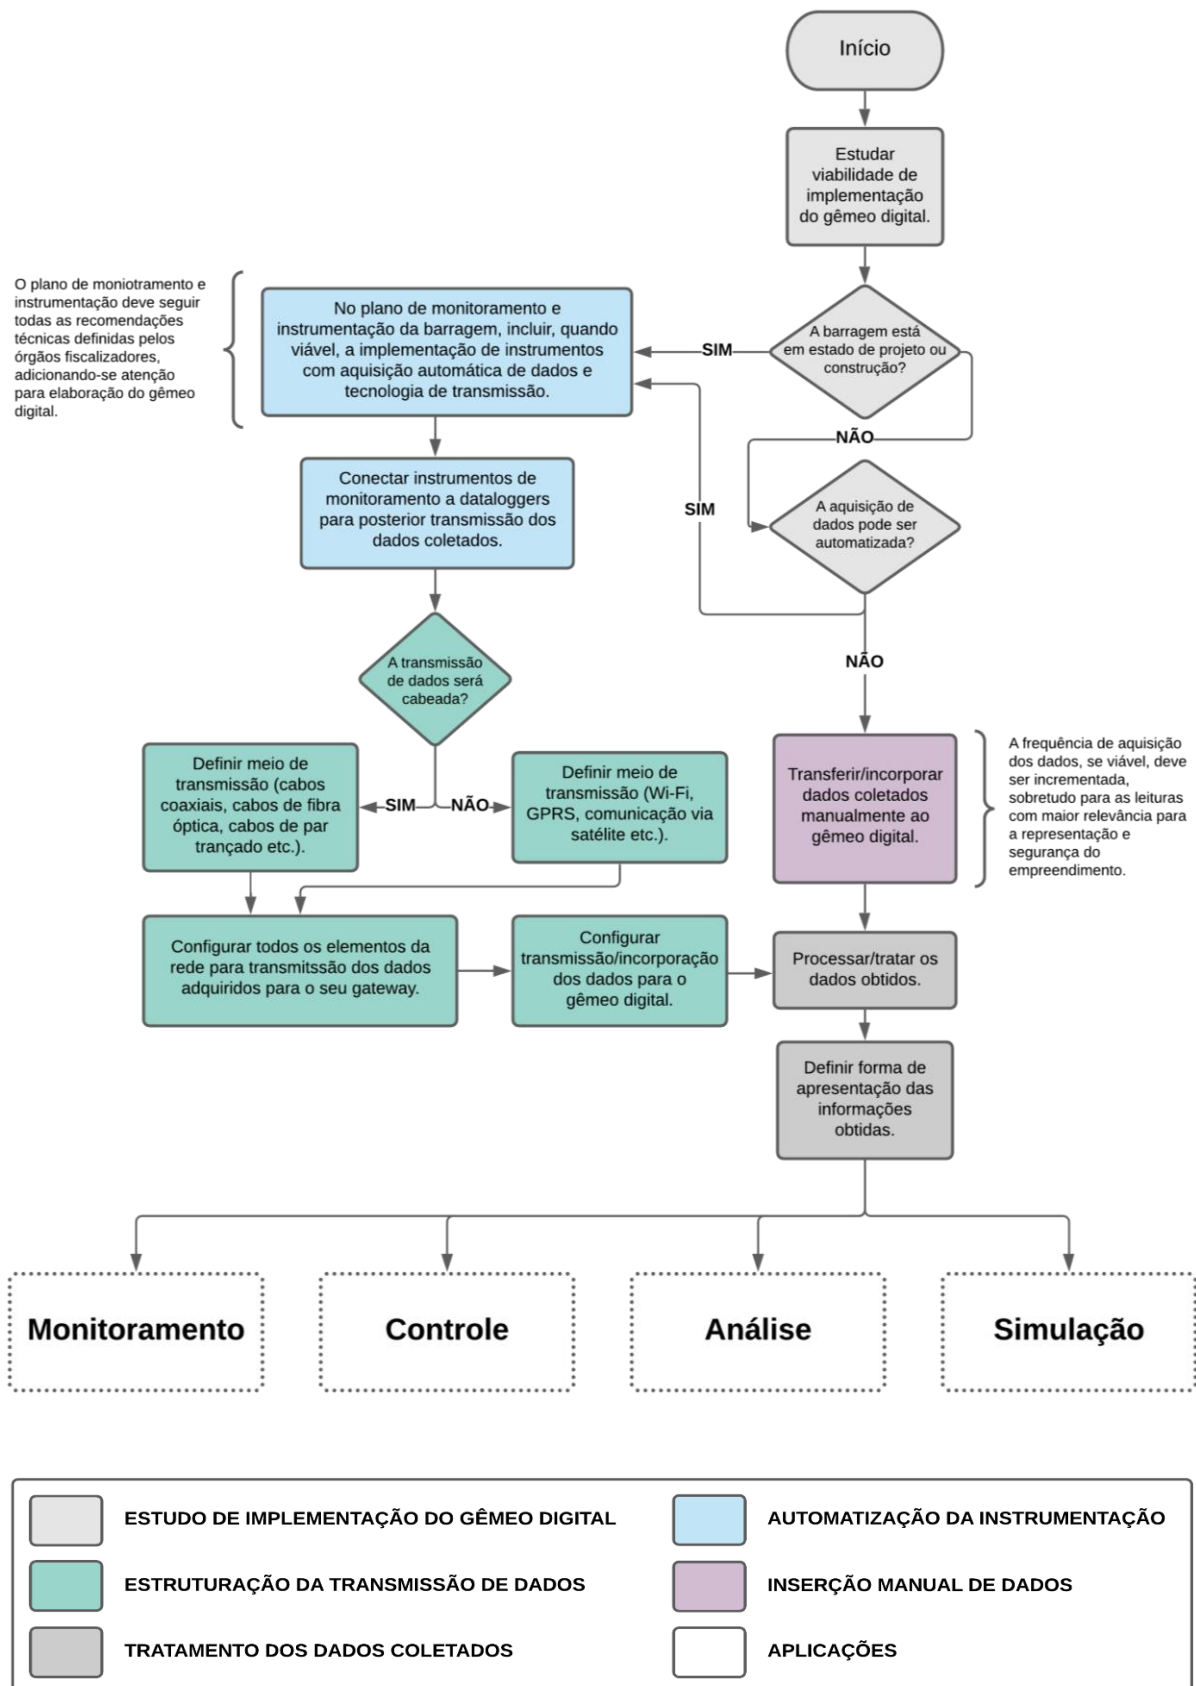 Início
Estudar
viabilidade de
implementação
do gêmeo digital.
O plano de moniotramento e
instrumentação deve seguir
todas as recomendações
técnicas definidas pelos
órgãos fiscalizadores,
adicionando-se atenção
para elaboração do gêmeo
digital.
No plano de monitoramento e
instrumentação da barragem, incluir, quando
viável, a implementação de instrumentos
com aquisição automática de dados e
tecnologia de transmissão.
SIM
A barragem está
em estado de projeto ou
construção?
NÃO
Conectar instrumentos de
monitoramento a dataloggers
para posterior transmissão dos
dados coletados.
SIM
A aquisição de
dados pode ser
automatizada?
NÃO
A transmissão
de dados será
cabeada?
Definir meio de
transmissão (cabos
coaxiais, cabos de fibra
óptica, cabos de par
trançado etc.).
SIM
NÃO
Definir meio de
transmissão (Wi-Fi,
GPRS, comunicação via
satélite etc.).
Transferir/incorporar
dados coletados
manualmente ao
gêmeo digital.
A frequência de aquisição
dos dados, se viável, deve
ser incrementada,
sobretudo para as leituras
com maior relevância para
a representação e
segurança do
empreendimento.
Configurar todos os elementos da
rede para transmitssão dos dados
adquiridos para o seu gateway.
Configurar
transmissão/incorporação
dos dados para o
gêmeo digital.
Processar/tratar os
dados obtidos.
Definir forma de
apresentação das
informações
obtidas.
Monitoramento
Controle
Análise
Simulação
ESTUDO DE IMPLEMENTAÇÃO DO GÊMEO DIGITAL
AUTOMATIZAÇÃO DA INSTRUMENTAÇÃO
ESTRUTURAÇÃO DA TRANSMISSÃO DE DADOS
INSERÇÃO MANUAL DE DADOS
TRATAMENTO DOS DADOS COLETADOS
APLICAÇÕES